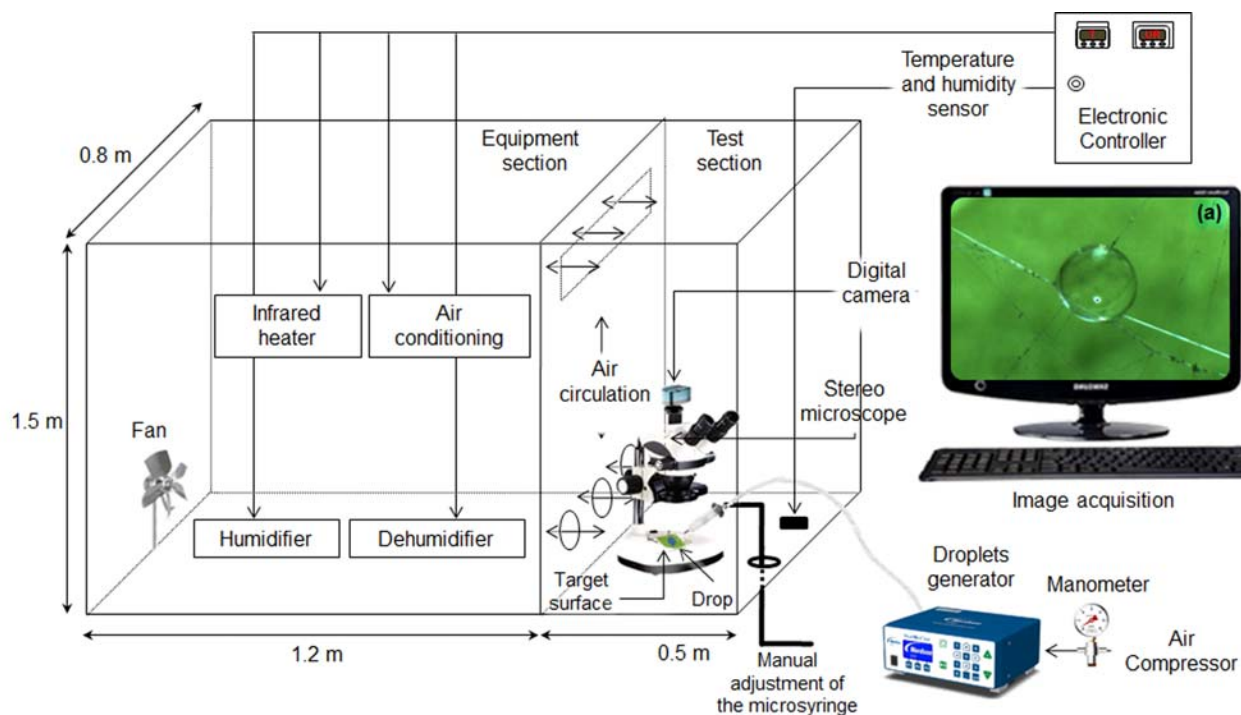 Temperature
and humidity
sensor
Electronic
Controller
0.8 m
Equipment
section
Test
section
(a)
Digital
camera
Infrared
heater
Air
conditioning
Air
circulation
Stereo
microscope
1.5 m
Fan
SAMSUNG
Image acquisition
Humidifier
Dehumidifier
Target
surface
Drop
Droplets
generator
Manometer
Nordson
Air
Compressor
1.2 m
0.5 m
Manual
adjustment of
the microsyringe